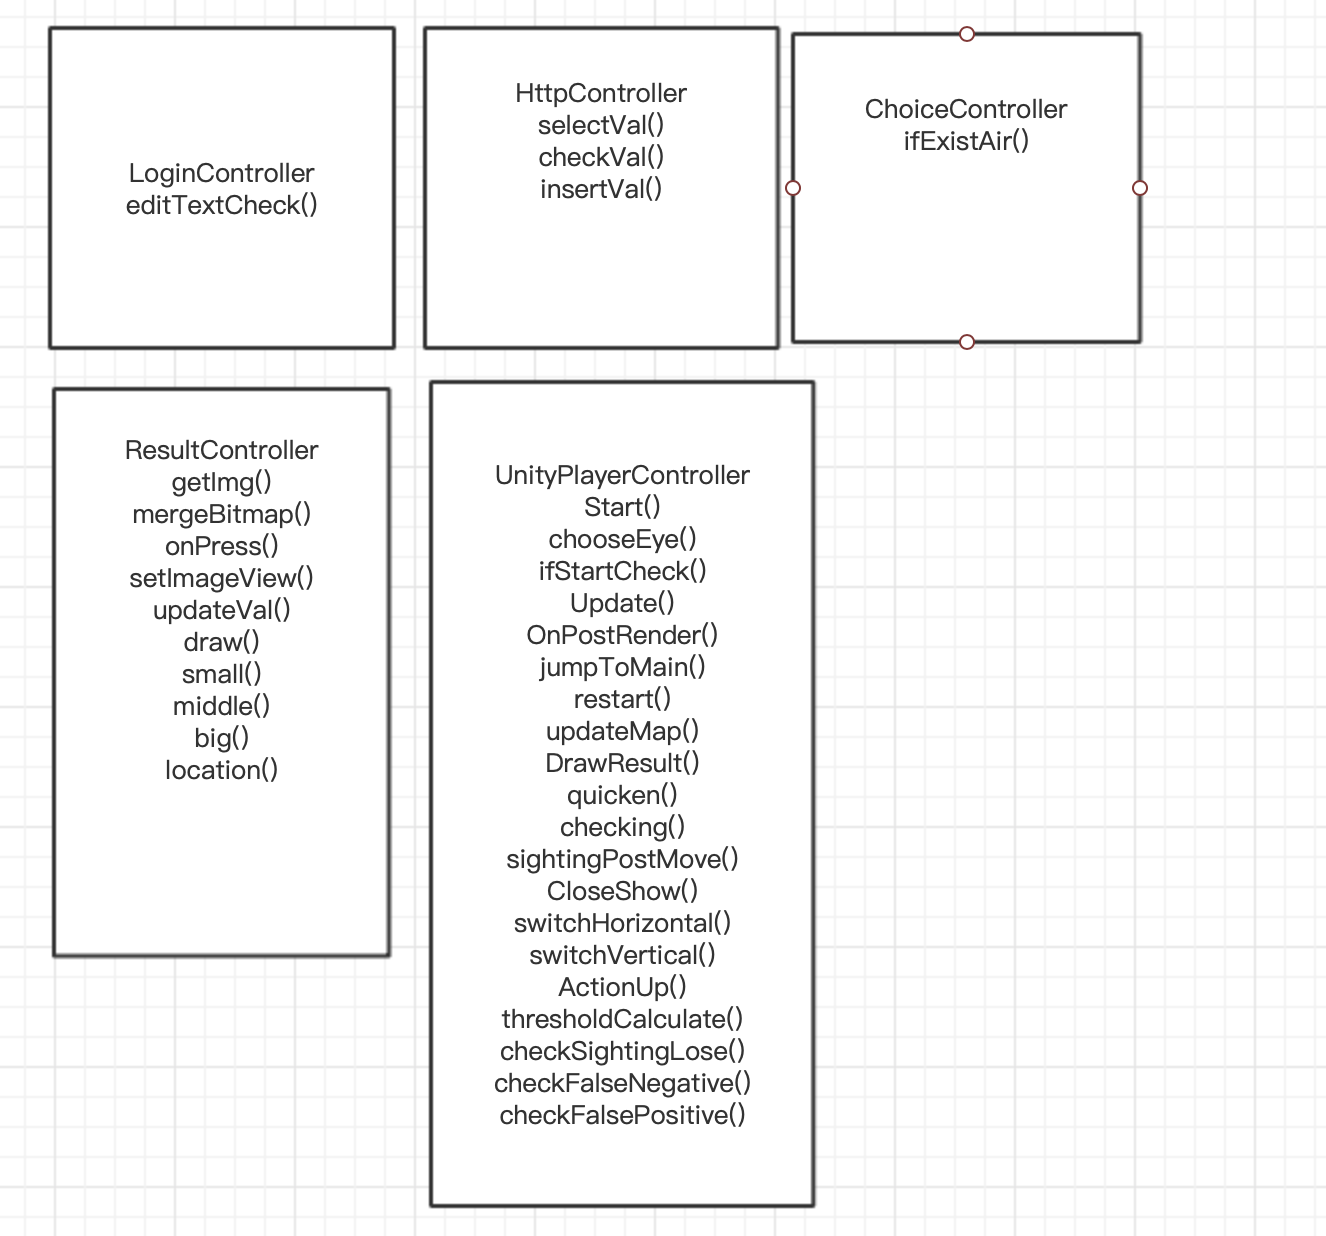 LoginController
editTextCheck()
HttpController
selectVal()
checkVal()
insertVal()
ChoiceController
ifExistAir()
ResultController
getImg()
mergeBitmap()
onPress()
setImageView()
updateVal()
draw()
small()
middle()
big()
location()
UnityPlayerController
Start()
chooseEye()
ifStartCheck()
Update()
OnPostRender()
jumpToMain()
restart()
updateMap()
DrawResult()
quicken()
checking()
sightingPostMove()
CloseShow()
switchHorizontal()
switchVertical()
ActionUp()
thresholdCalculate()
checkSightingLose()
checkFalseNegative()
checkFalsePositive()